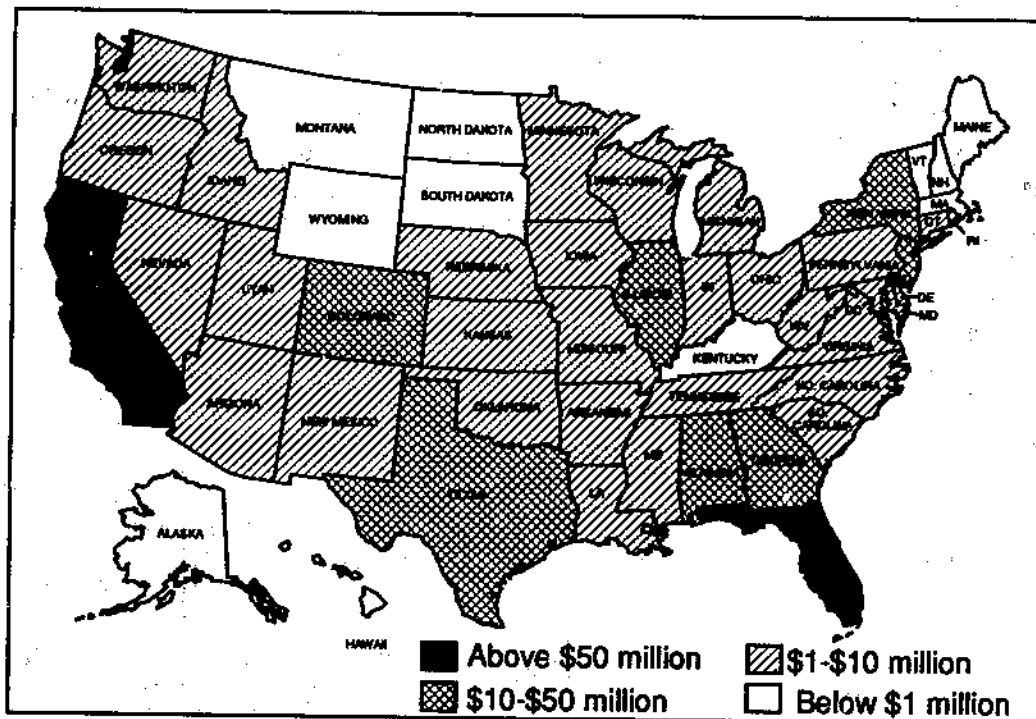 WASHINGTON
MONTANA
NORTH DAKOTA
MINNESOTA
MAINE
OREGON
IDAHO
WISCONSIN
VT
NH
SOUTH DAKOTA
MICHIGAN
MA
WYOMING
NEW YORK
CT
RI
NEVADA
UTAH
NEBRASKA
IOWA
PENNSYLVANIA
ILLINOIS
IN
OHIO
DE
COLORADO
KANSAS
MISSOURI
WV
DC
MD
VIRGINIA
KENTUCKY
ARIZONA
NEW MEXICO
OKLAHOMA
ARKANSAS
TENNESSEE
NO. CAROLINA
SO.
CAROLINA
MS
ALABAMA
GEORGIA
TEXAS
LA
ALASKA
HAWAII
Above $50 million
$1-$10 million
$10-$50 million
Below $1 million